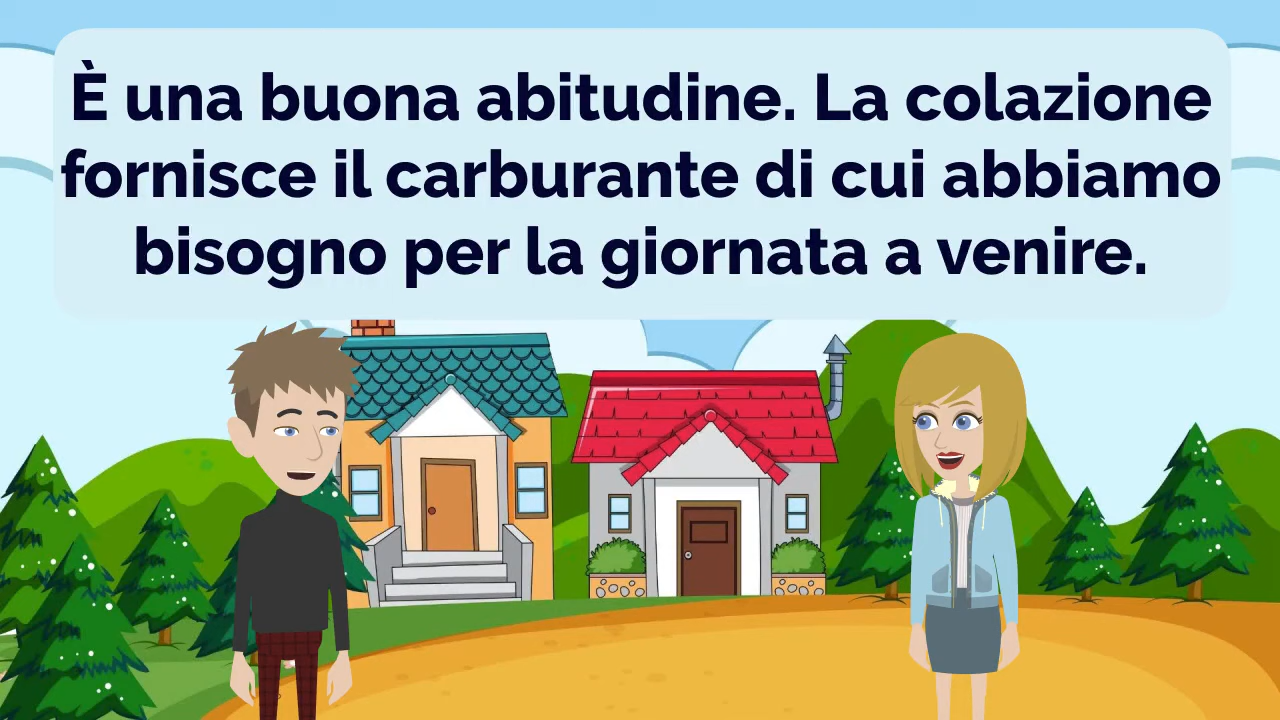 È una buona abitudine. La colazione
fornisce il carburante di cui abbiamo
bisogno per la giornata a venire.